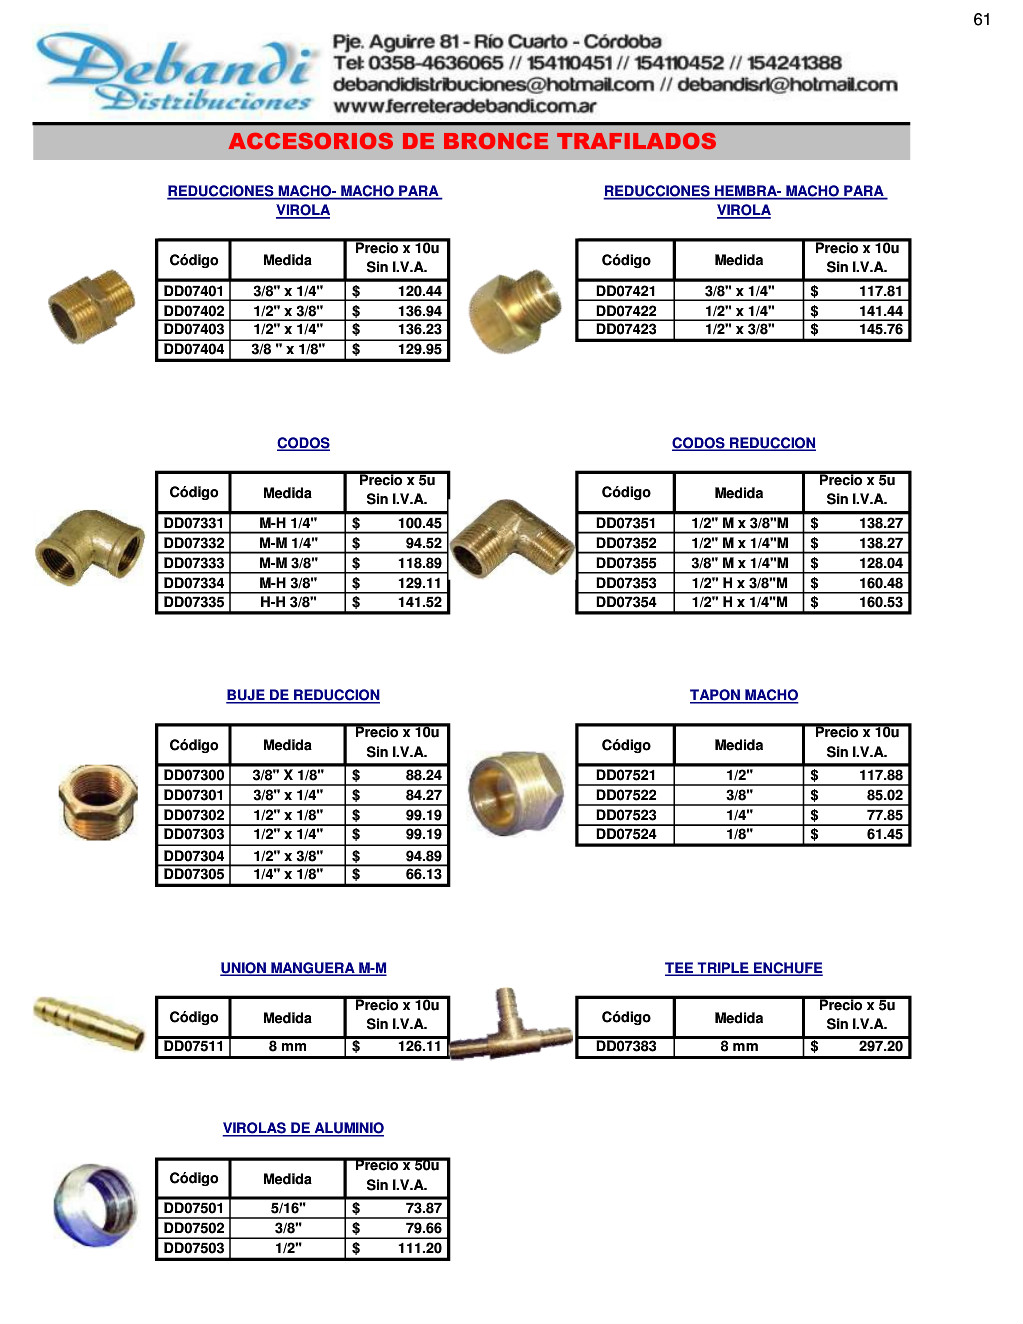 61
Debandi
Distribuciones
Pje. Aguirre 81 - Río Cuarto - Córdoba
Tel: 0358-4636065 // 154110451 // 154110452 // 154241388
debandidistribuciones@hotmail.com // debandisrl@hotmail.com
www.ferreteradebandi.com.ar
ACCESORIOS DE BRONCE TRAFILADOS
REDUCCIONES MACHO- MACHO PARA
VIROLA
Código Medida Precio x 10u
Sin I.V.A.
DD07401 3/8" x 1/4" $ 120.44
DD07402 1/2" x 3/8" $ 136.94
DD07403 1/2" x 1/4" $ 136.23
DD07404 3/8 " x 1/8" $ 129.95
REDUCCIONES HEMBRA- MACHO PARA
VIROLA
Código Medida Precio x 10u
Sin I.V.A.
DD07421 3/8" x 1/4" $ 117.81
DD07422 1/2" x 1/4" $ 141.44
DD07423 1/2" x 3/8" $ 145.76
CODOS
Código Medida Precio x 5u
Sin I.V.A.
DD07331 M-H 1/4" $ 100.45
DD07332 M-M 1/4" $ 94.52
DD07333 M-M 3/8" $ 118.89
DD07334 M-H 3/8" $ 129.11
DD07335 H-H 3/8" $ 141.52
CODOS REDUCCION
Código Medida Precio x 5u
Sin I.V.A.
DD07351 1/2" M x 3/8"M $ 138.27
DD07352 1/2" M x 1/4"M $ 138.27
DD07355 3/8" M x 1/4"M $ 128.04
DD07353 1/2" H x 3/8"M $ 160.48
DD07354 1/2" H x 1/4"M $ 160.53
BUJE DE REDUCCION
Código Medida Precio x 10u
Sin I.V.A.
DD07300 3/8" X 1/8" $ 88.24
DD07301 3/8" x 1/4" $ 84.27
DD07302 1/2" x 1/8" $ 99.19
DD07303 1/2" x 1/4" $ 99.19
DD07304 1/2" x 3/8" $ 94.89
DD07305 1/4" x 1/8" $ 66.13
TAPON MACHO
Código Medida Precio x 10u
Sin I.V.A.
DD07521 1/2" $ 117.88
DD07522 3/8" $ 85.02
DD07523 1/4" $ 77.85
DD07524 1/8" $ 61.45
UNION MANGUERA M-M
Código Medida Precio x 10u
Sin I.V.A.
DD07511 8 mm $ 126.11
TEE TRIPLE ENCHUFE
Código Medida Precio x 5u
Sin I.V.A.
DD07383 8 mm $ 297.20
VIROLAS DE ALUMINIO
Código Medida Precio x 50u
Sin I.V.A.
DD07501 5/16" $ 73.87
DD07502 3/8" $ 79.66
DD07503 1/2" $ 111.20